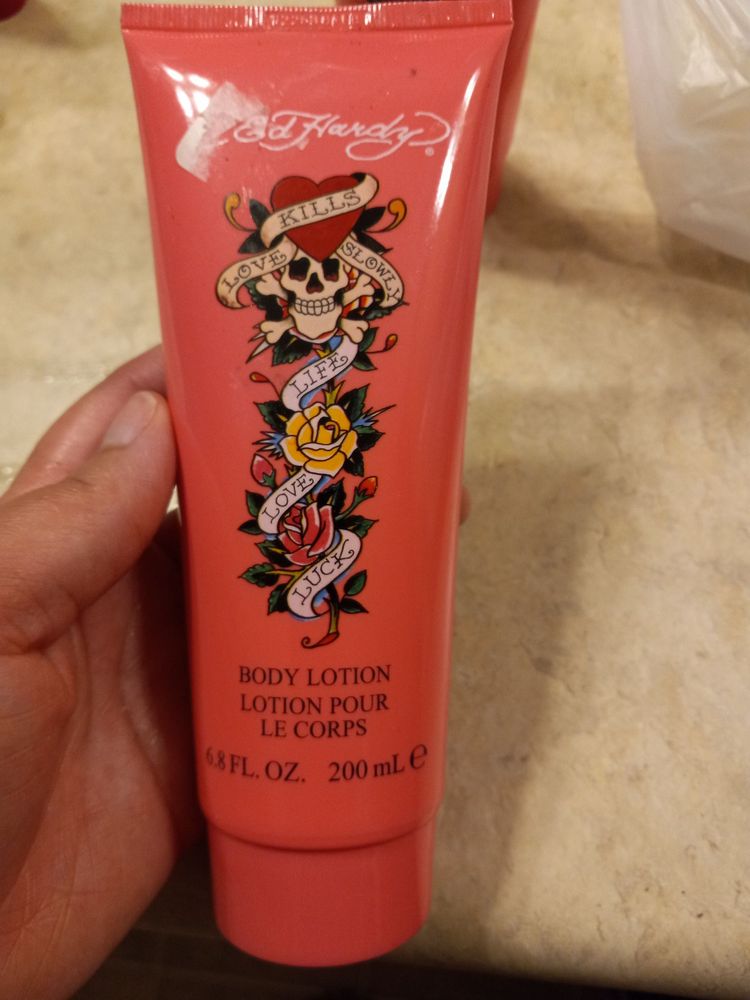 Ed Hardy®
KILLS
LOVE SLOWLY
LIFE
LOVE
LUCK
BODY LOTION
LOTION POUR
LE CORPS
6.8 FL. OZ. 200 mL ℮